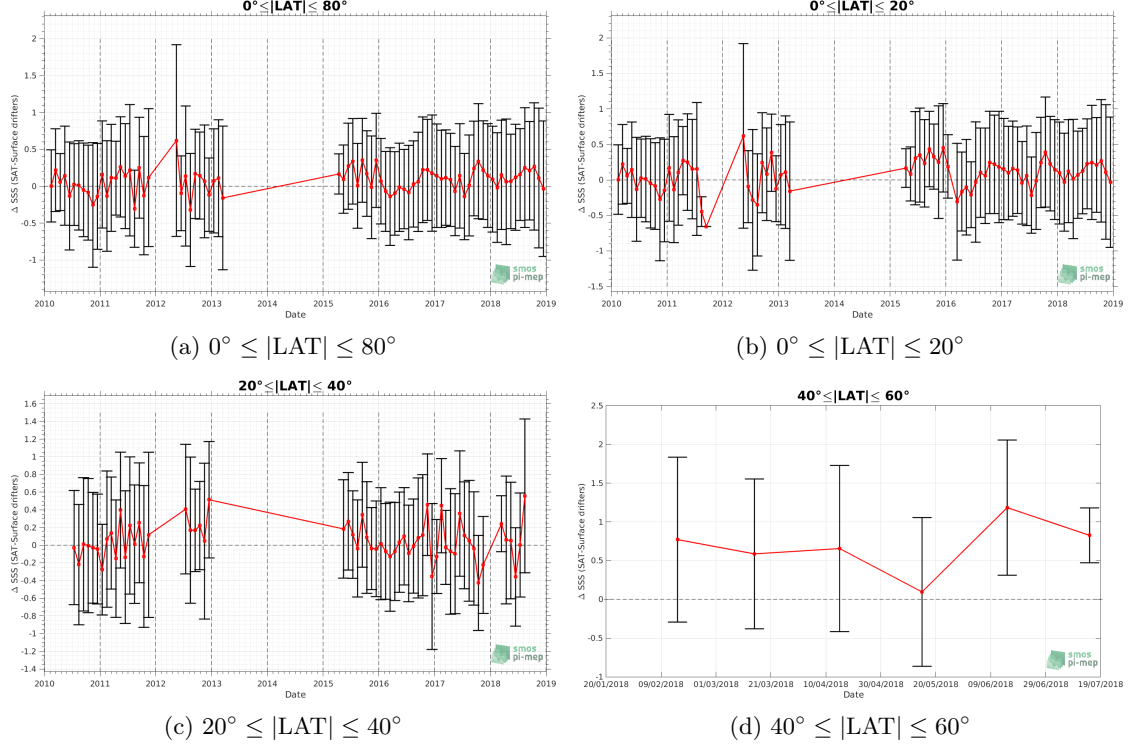 0°≤|LAT|≤ 80°
Δ SSS (SAT-Surface drifters)
2
1.5
1
0.5
0
-0.5
-1
2010 2011 2012 2013 2014 2015 2016 2017 2018 2019
Date
smos
pi-mep
(a) 0° ≤ |LAT| ≤ 80°
0°≤|LAT|≤ 20°
Δ SSS (SAT-Surface drifters)
2
1.5
1
0.5
0
-0.5
-1
-1.5
2010 2011 2012 2013 2014 2015 2016 2017 2018 2019
Date
smos
pi-mep
(b) 0° ≤ |LAT| ≤ 20°
20°≤|LAT|≤ 40°
Δ SSS (SAT-Surface drifters)
1.6
1.4
1.2
1
0.8
0.6
0.4
0.2
0
-0.2
-0.4
-0.6
-0.8
-1
-1.2
-1.4
2010 2011 2012 2013 2014 2015 2016 2017 2018 2019
Date
smos
pi-mep
(c) 20° ≤ |LAT| ≤ 40°
40°≤|LAT|≤ 60°
Δ SSS (SAT-Surface drifters)
2.5
2
1.5
1
0.5
0
-0.5
-1
20/01/2018 09/02/2018 01/03/2018 21/03/2018 10/04/2018 30/04/2018 20/05/2018 09/06/2018 29/06/2018 19/07/2018
Date
smos
pi-mep
(d) 40° ≤ |LAT| ≤ 60°